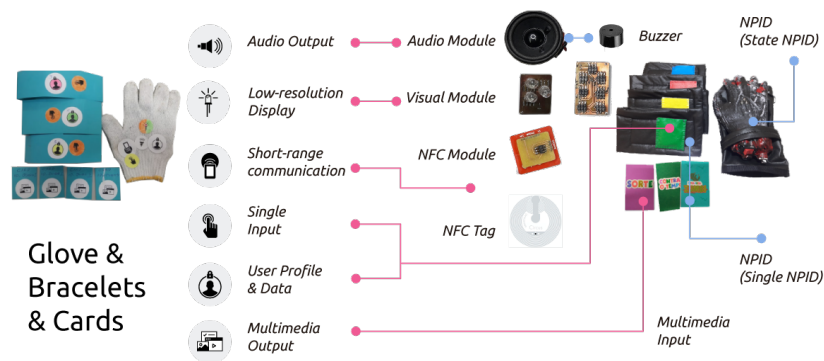 Audio Output
Low-resolution
Display
Short-range
communication
Single
Input
User Profile
& Data
Multimedia
Output
Glove &
Bracelets
& Cards
Audio Module
Visual Module
NFC Module
NFC Tag
Buzzer
NPID
(State NPID)
SORTE
NPID
(Single NPID)
Multimedia
Input